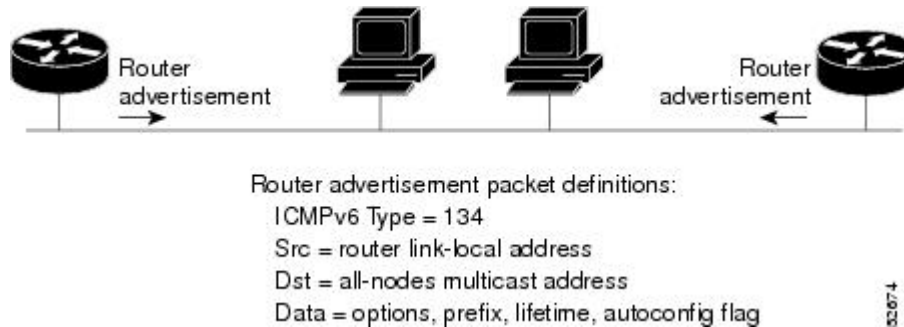 Router
advertisement
Router
advertisement
Router advertisement packet definitions:
ICMPv6 Type = 134
Src = router link-local address
Dst = all-nodes multicast address
Data = options, prefix, lifetime, autoconfig flag
52674